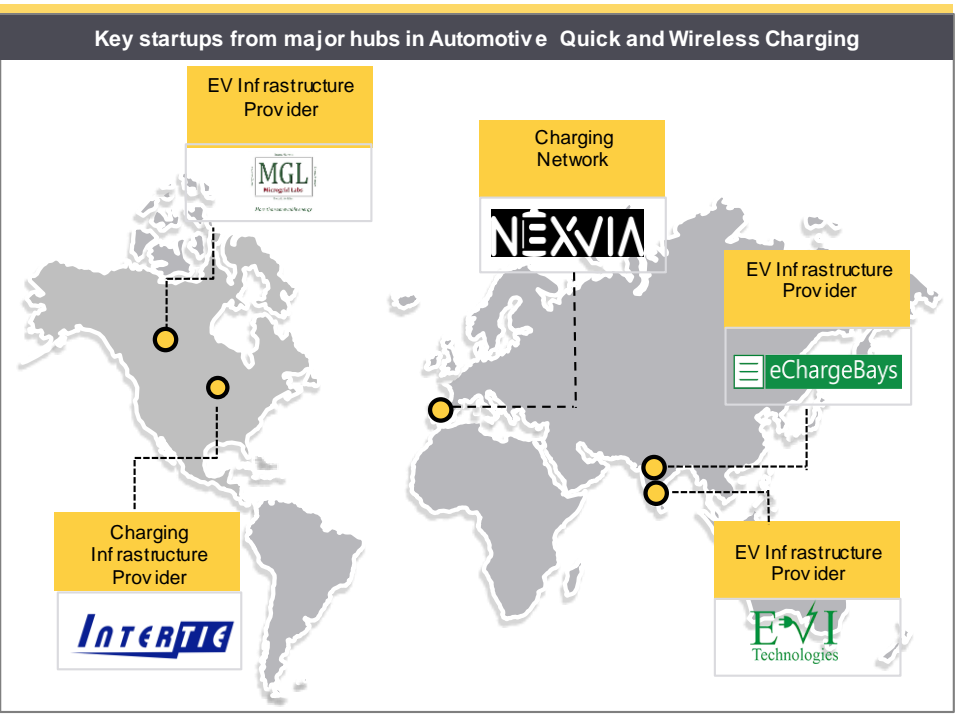 Key startups from major hubs in Automotive Quick and Wireless Charging
EV Infrastructure
Provider
MGL
Microgrid Labs
Charging
Network
NEXVIA
EV Infrastructure
Provider
eChargeBays
Charging
Infrastructure
Provider
INTERTIE
EV Infrastructure
Provider
EVI
Technologies